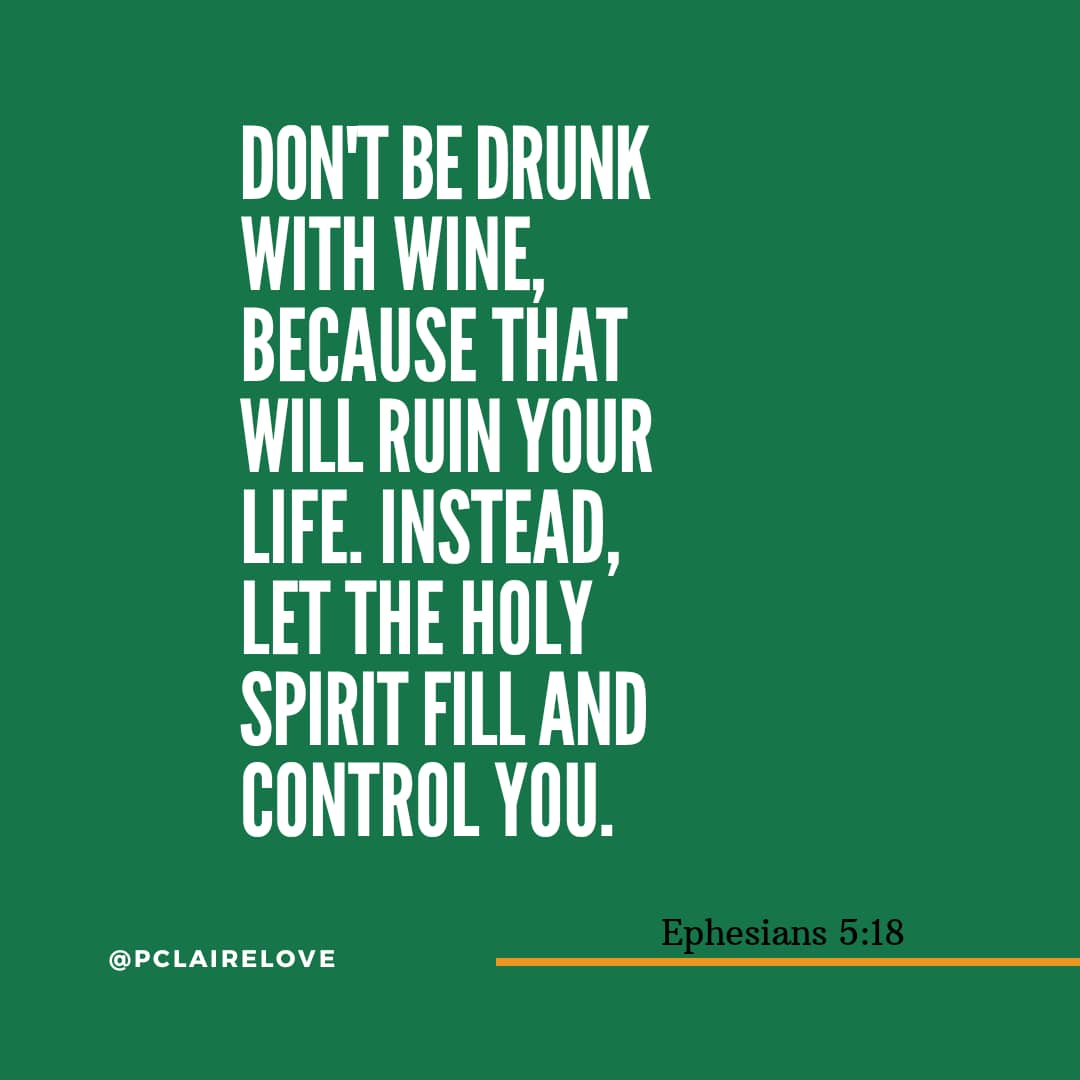 DON'T BE DRUNK
WITH WINE,
BECAUSE THAT
WILL RUIN YOUR
LIFE. INSTEAD,
LET THE HOLY
SPIRIT FILL AND
CONTROL YOU.
Ephesians 5:18
@PCLAIRELOVE